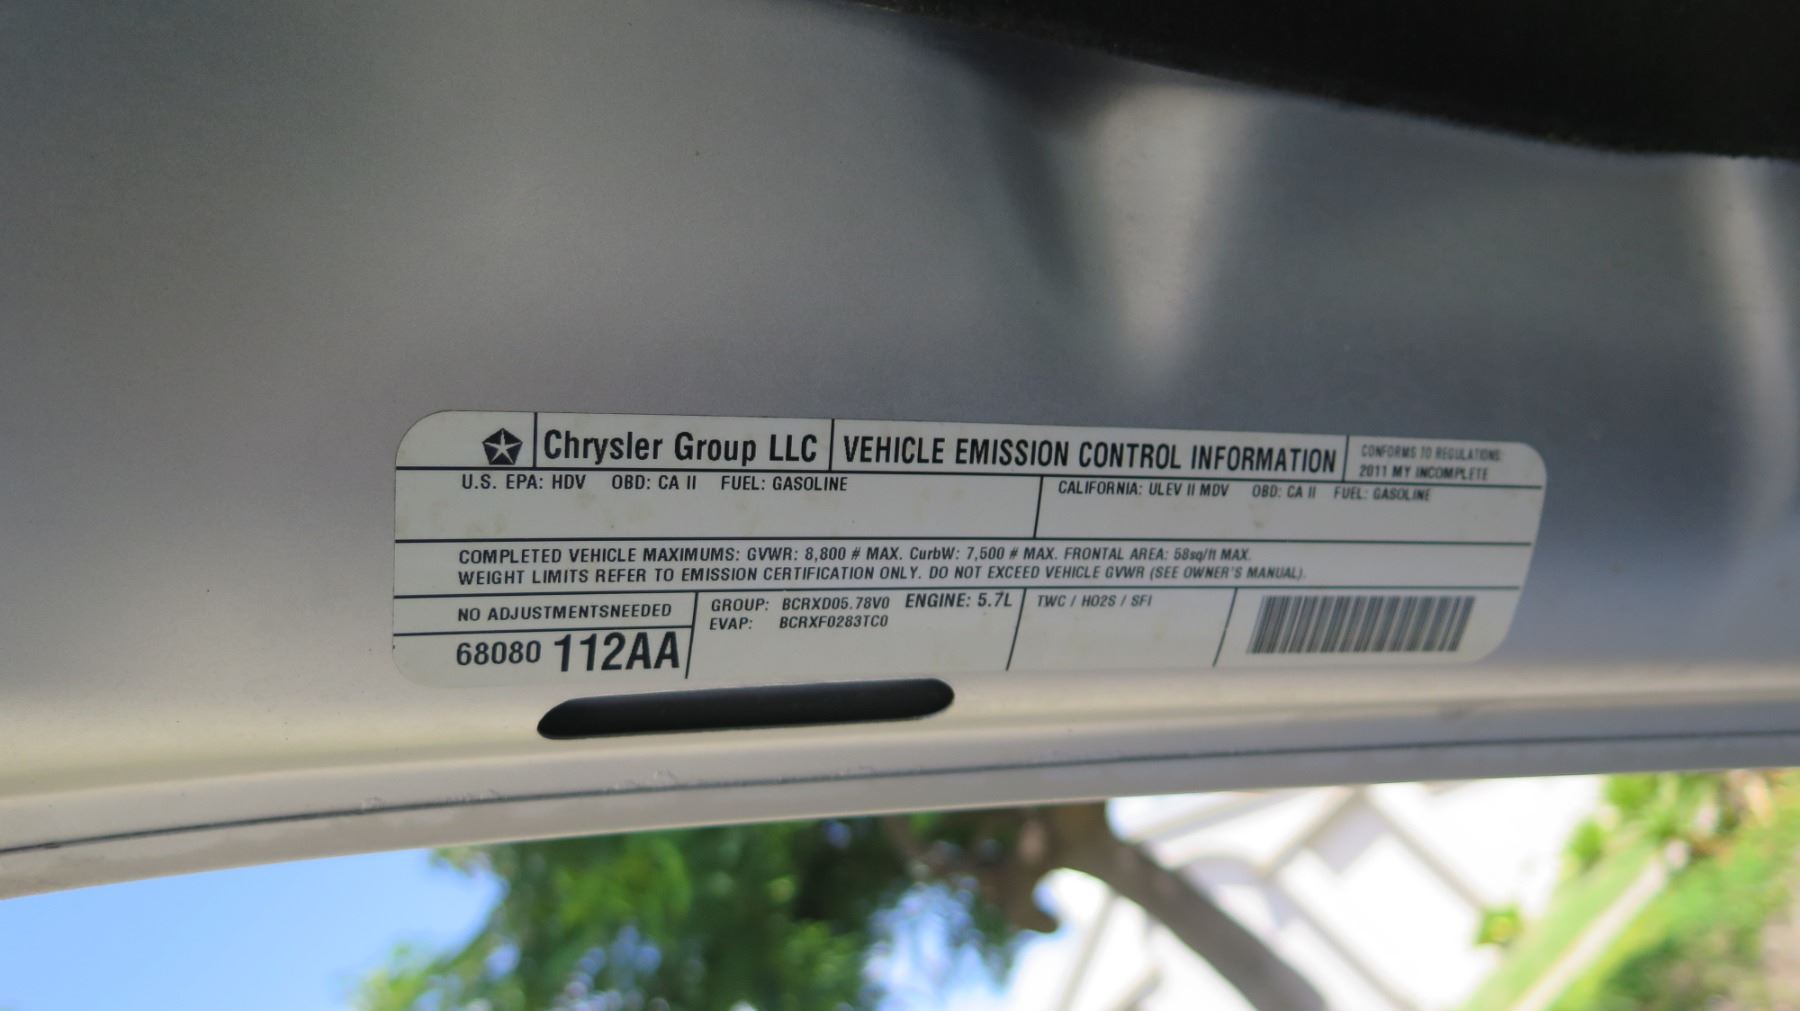 Chrysler Group LLC VEHICLE EMISSION CONTROL INFORMATION
CONFORMS TO REGULATIONS:
2011 MY INCOMPLETE
U.S. EPA: HDV OBD: CA II FUEL: GASOLINE
CALIFORNIA: ULEV II MDV OBD: CA II FUEL: GASOLINE
COMPLETED VEHICLE MAXIMUMS: GVWR: 8,800 # MAX. CurbW: 7,500 # MAX. FRONTAL AREA: 58sq/ft MAX.
WEIGHT LIMITS REFER TO EMISSION CERTIFICATION ONLY. DO NOT EXCEED VEHICLE GVWR (SEE OWNER'S MANUAL).
NO ADJUSTMENTSNEEDED
68080 112AA
GROUP: BCRXD05.78V0 ENGINE: 5.7L
EVAP: BCRXF0283TC0
TWC / HO2S / SFI